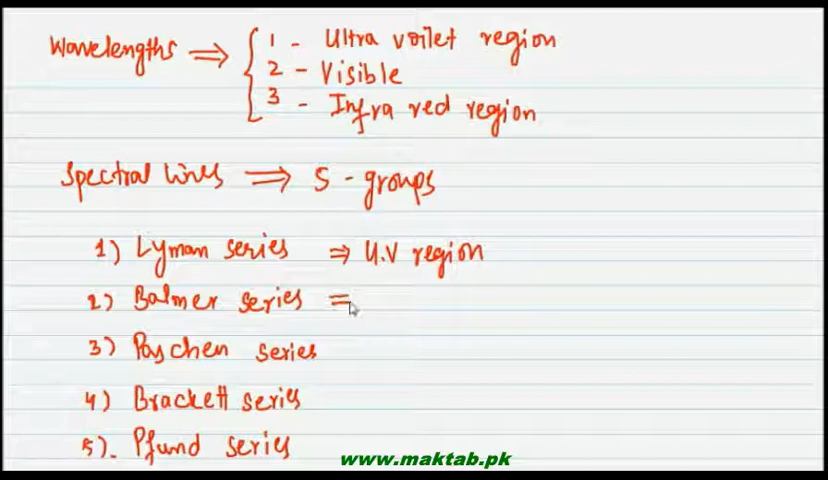 Wavelengths ⇒ { 1 - Ultra voilet region
2 - Visible
3 - Infra red region
Spectral lines ⇒ 5 - groups
1) Lyman series ⇒ U.V region
2) Balmer series =
3) Paschen series
4) Brackett series
5). Pfund series
www.maktab.pk